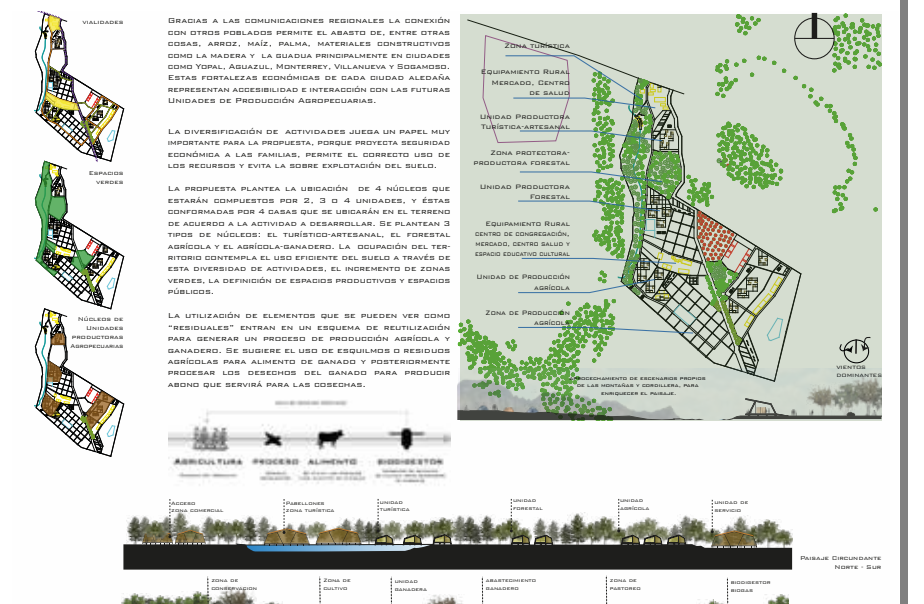 VIALIDADES
ESPACIOS
VERDES
NÚCLEOS DE
UNIDADES
PRODUCTORAS
AGROPECUARIAS
GRACIAS A LAS COMUNICACIONES REGIONALES LA CONEXIÓN
CON OTROS POBLADOS PERMITE EL ABASTO DE, ENTRE OTRAS
COSAS, ARROZ, MAÍZ, PALMA, MATERIALES CONSTRUCTIVOS
COMO LA MADERA Y LA GUADUA PRINCIPALMENTE EN CIUDADES
COMO YOPAL, AGUAZUL, MONTERREY, VILLANUEVA Y SOGAMOSO.
ESTAS FORTALEZAS ECONÓMICAS DE CADA CIUDAD ALEDAÑA
REPRESENTAN ACCESIBILIDAD E INTERACCIÓN CON LAS FUTURAS
UNIDADES DE PRODUCCIÓN AGROPECUARIAS.
LA DIVERSIFICACIÓN DE ACTIVIDADES JUEGA UN PAPEL MUY
IMPORTANTE PARA LA PROPUESTA, PORQUE PROYECTA SEGURIDAD
ECONÓMICA A LAS FAMILIAS, PERMITE EL CORRECTO USO DE
LOS RECURSOS Y EVITA LA SOBRE EXPLOTACIÓN DEL SUELO.
LA PROPUESTA PLANTEA LA UBICACIÓN DE 4 NÚCLEOS QUE
ESTARÁN COMPUESTOS POR 2, 3 O 4 UNIDADES, Y ÉSTAS
CONFORMADAS POR 4 CASAS QUE SE UBICARÁN EN EL TERRENO
DE ACUERDO A LA ACTIVIDAD A DESARROLLAR. SE PLANTEAN 3
TIPOS DE NÚCLEOS: EL TURÍSTICO-ARTESANAL, EL FORESTAL
AGRÍCOLA Y EL AGRÍCOLA-GANADERO. LA OCUPACIÓN DEL TER-
RITORIO CONTEMPLA EL USO EFICIENTE DEL SUELO A TRAVÉS DE
ESTA DIVERSIDAD DE ACTIVIDADES, EL INCREMENTO DE ZONAS
VERDES, LA DEFINICIÓN DE ESPACIOS PRODUCTIVOS Y ESPACIOS
PÚBLICOS.
LA UTILIZACIÓN DE ELEMENTOS QUE SE PUEDEN VER COMO
"RESIDUALES" ENTRAN EN UN ESQUEMA DE REUTILIZACIÓN
PARA GENERAR UN PROCESO DE PRODUCCIÓN AGRÍCOLA Y
GANADERO. SE SUGIERE EL USO DE ESQUILMOS O RESIDUOS
AGRÍCOLAS PARA ALIMENTO DE GANADO Y POSTERIORMENTE
PROCESAR LOS DESECHOS DEL GANADO PARA PRODUCIR
ABONO QUE SERVIRÁ PARA LAS COSECHAS.
AGRICULTURA PROCESO ALIMENTO BIODIGESTOR
ZONA TURÍSTICA
EQUIPAMIENTO RURAL
MERCADO, CENTRO
DE SALUD
UNIDAD PRODUCTORA
TURÍSTICA-ARTESANAL
ZONA PROTECTORA-
PRODUCTORA FORESTAL
UNIDAD PRODUCTORA
FORESTAL
EQUIPAMIENTO RURAL
CENTRO DE CONGREGACIÓN,
MERCADO, CENTRO SALUD Y
ESPACIO EDUCATIVO CULTURAL
UNIDAD DE PRODUCCIÓN
AGRÍCOLA
ZONA DE PRODUCCIÓN
AGRÍCOLA
VIENTOS
DOMINANTES
APROVECHAMIENTO DE ESCENARIOS PROPIOS
DE LAS MONTAÑAS Y CORDILLERA, PARA
ENRIQUECER EL PAISAJE.
ACCESO
ZONA COMERCIAL
PABELLONES
ZONA TURÍSTICA
UNIDAD
TURÍSTICA
UNIDAD
FORESTAL
UNIDAD
AGRÍCOLA
UNIDAD DE
SERVICIO
PAISAJE CIRCUNDANTE
NORTE - SUR
ZONA DE
CONSERVACIÓN
ZONA DE
CULTIVO
UNIDAD
GANADERA
ABASTECIMIENTO
GANADERO
ZONA DE
PASTOREO
BIODIGESTOR
BIOGAS